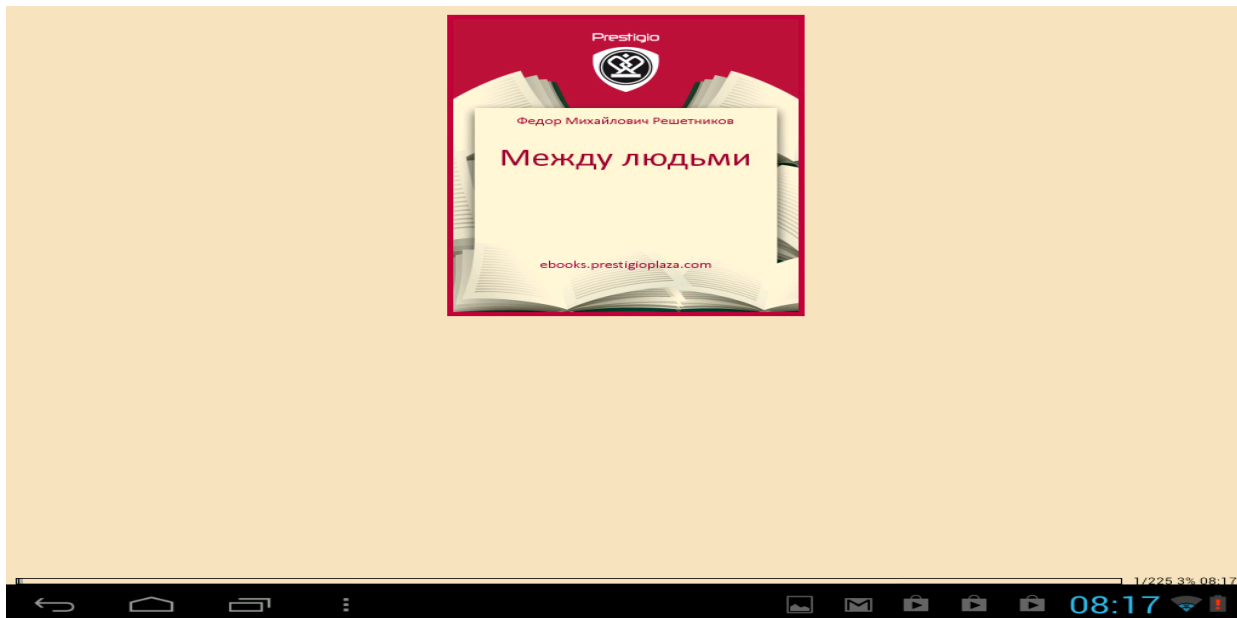 Prestigio
Федор Михайлович Решетников
Между людьми
ebooks.prestigioplaza.com
1/225 3% 08:17
08:17